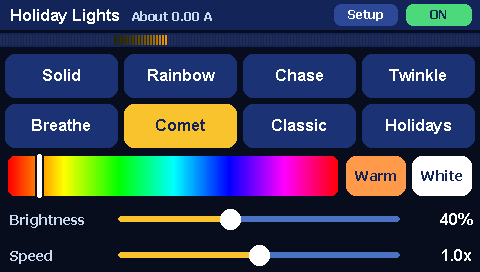 Holiday Lights About 0.00 A Setup ON
Solid Rainbow Chase Twinkle
Breathe Comet Classic Holidays
Warm White
Brightness 40%
Speed 1.0x